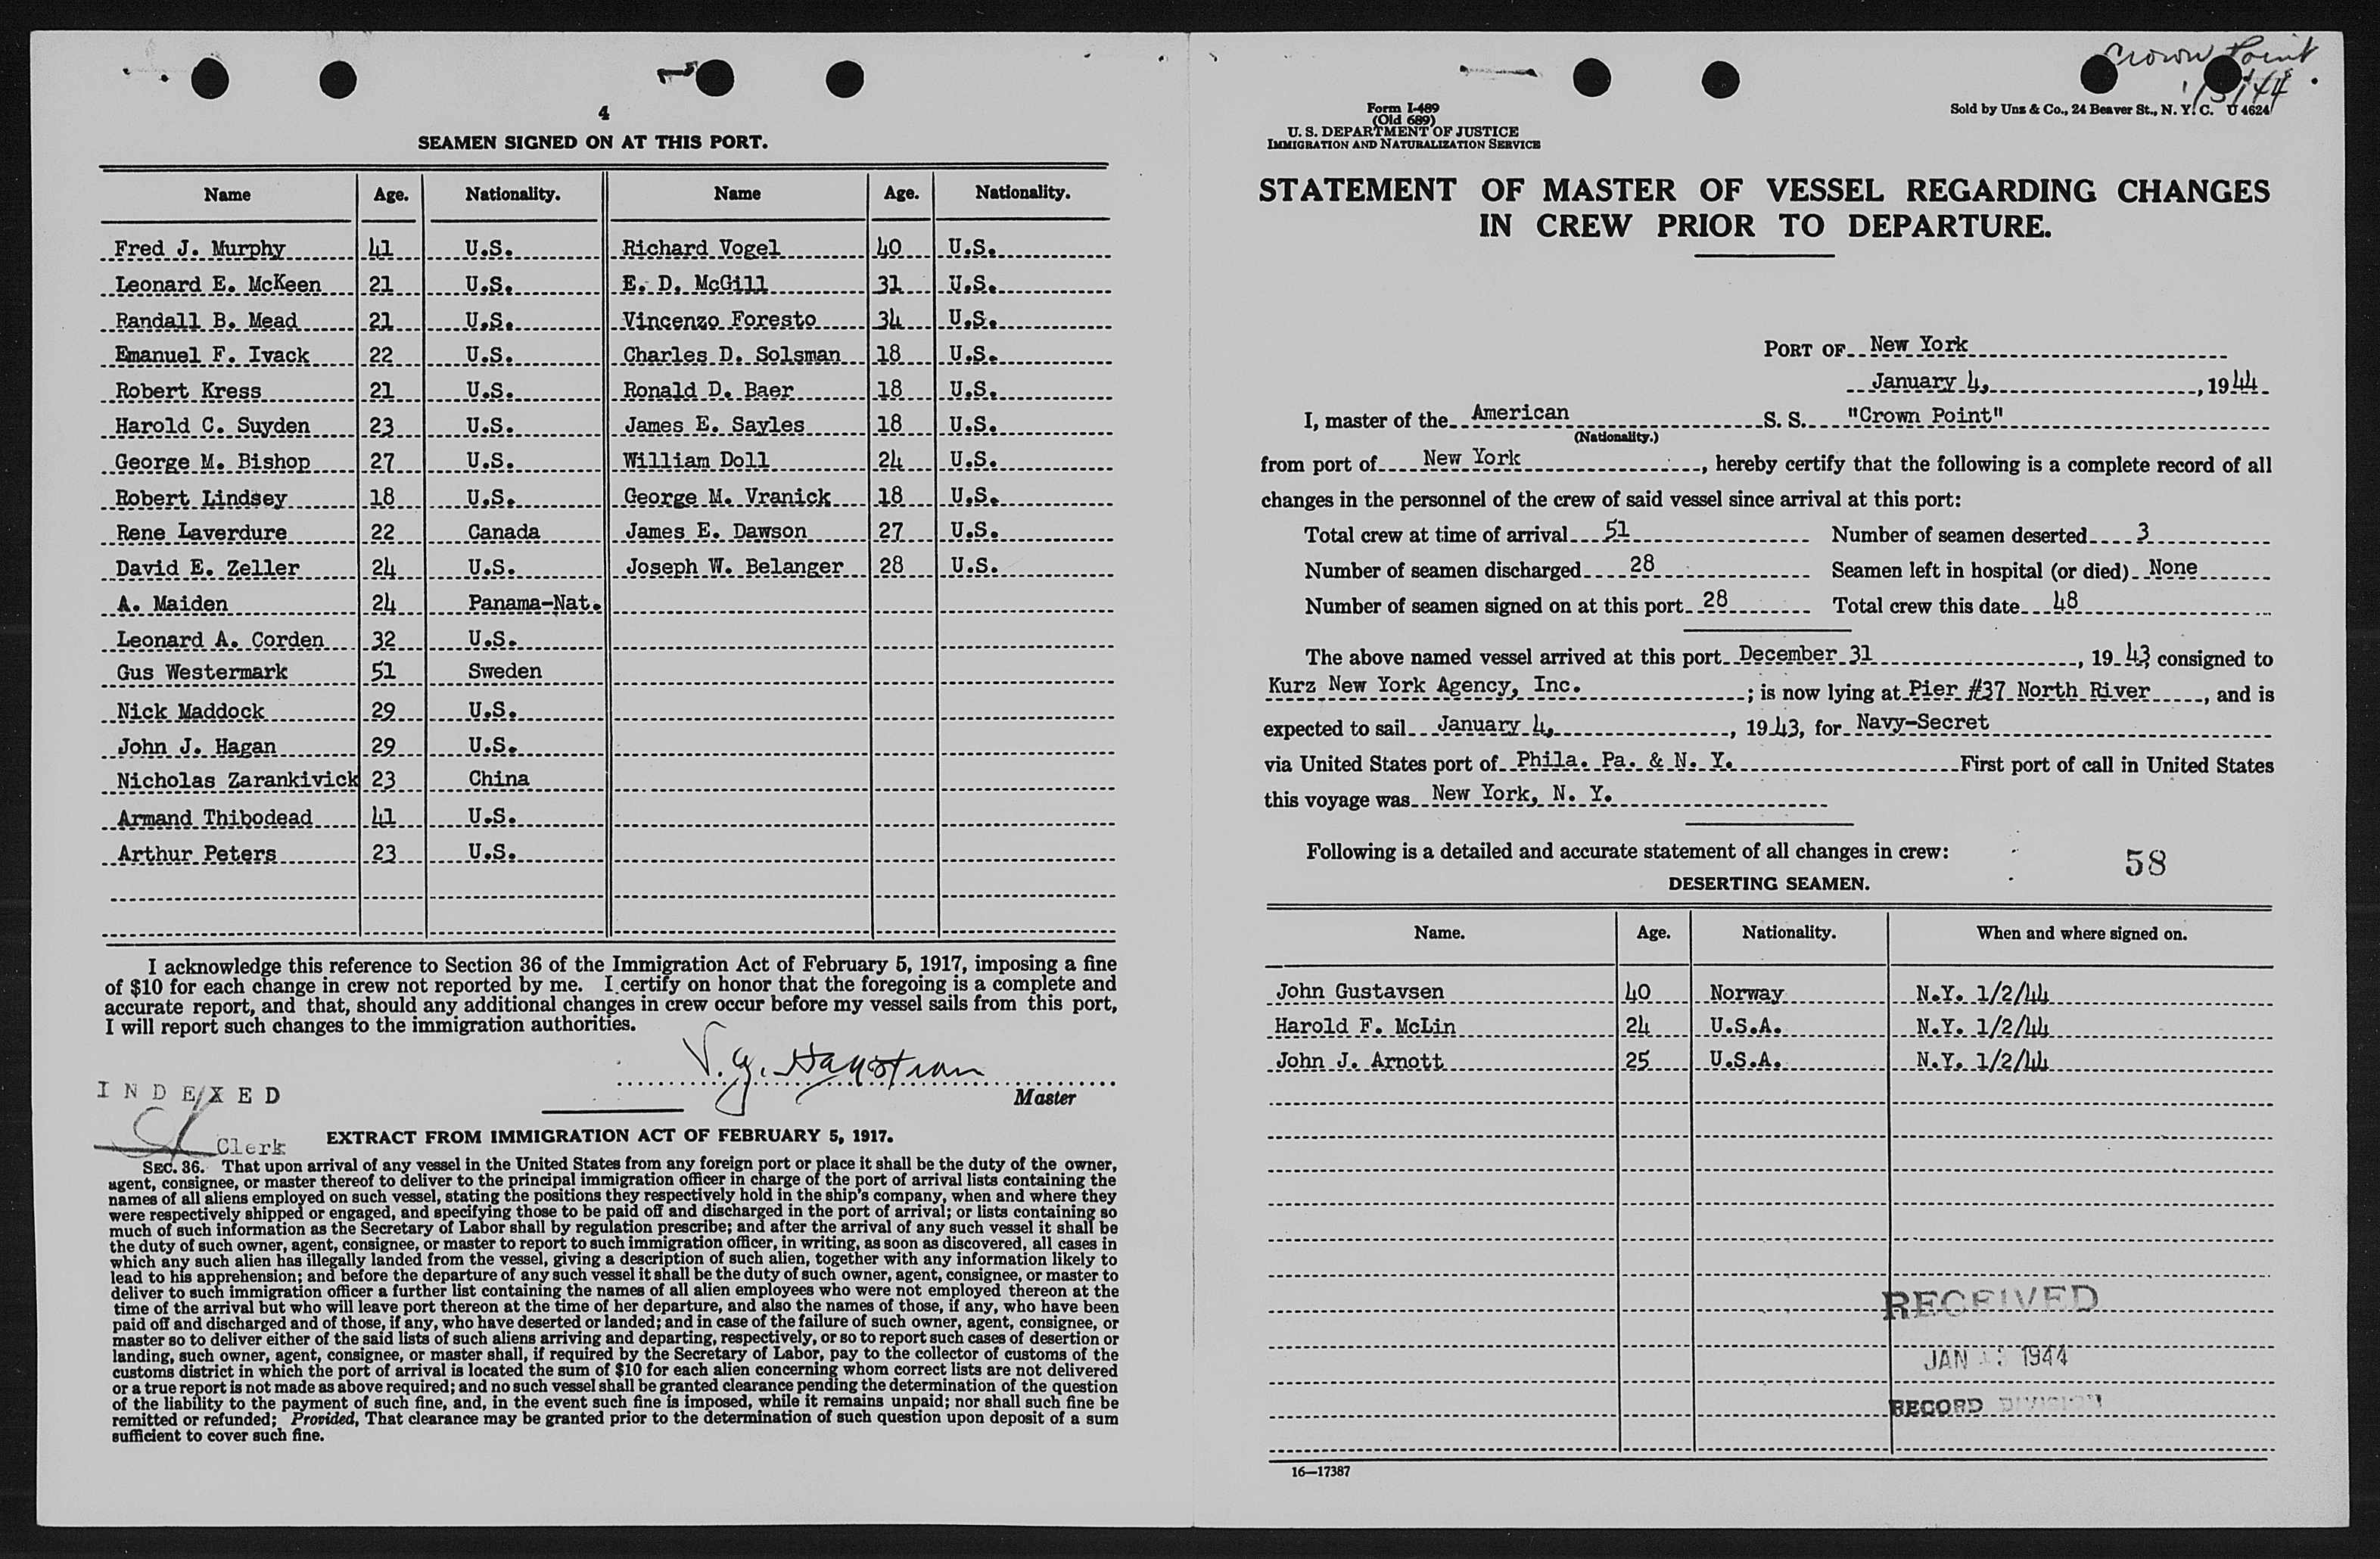 4
SEAMEN SIGNED ON AT THIS PORT.
Name Age. Nationality. Name Age. Nationality.
Fred J. Murphy 41 U.S. Richard Vogel 40 U.S.
Leonard E. McKeen 21 U.S. E. D. McGill 31 U.S.
Randall B. Mead 21 U.S. Vincenzo Foresto 34 U.S.
Emanuel F. Ivack 22 U.S. Charles D. Solsman 18 U.S.
Robert Kress 21 U.S. Ronald D. Baer 18 U.S.
Harold C. Suyden 23 U.S. James E. Sayles 18 U.S.
George M. Bishop 27 U.S. William Doll 24 U.S.
Robert Lindsey 18 U.S. George M. Vranick 18 U.S.
Rene Laverdure 22 Canada James E. Dawson 27 U.S.
David E. Zeller 24 U.S. Joseph W. Belanger 28 U.S.
A. Maiden 24 Panama-Nat.
Leonard A. Corden 32 U.S.
Gus Westermark 51 Sweden
Nick Maddock 29 U.S.
John J. Hagan 29 U.S.
Nicholas Zarankivick 23 China
Armand Thibodead 41 U.S.
Arthur Peters 23 U.S.
I acknowledge this reference to Section 36 of the Immigration Act of February 5, 1917, imposing a fine
of $10 for each change in crew not reported by me. I certify on honor that the foregoing is a complete and
accurate report, and that, should any additional changes in crew occur before my vessel sails from this port,
I will report such changes to the immigration authorities.
Master
INDEXED
Clerk
EXTRACT FROM IMMIGRATION ACT OF FEBRUARY 5, 1917.
SEC. 36. That upon arrival of any vessel in the United States from any foreign port or place it shall be the duty of the owner,
agent, consignee, or master thereof to deliver to the principal immigration officer in charge of the port of arrival lists containing the
names of all aliens employed on such vessel, stating the positions they respectively hold in the ship's company, when and where they
were respectively shipped or engaged, and specifying those to be paid off and discharged in the port of arrival; or lists containing so
much of such information as the Secretary of Labor shall by regulation prescribe; and after the arrival of any such vessel it shall be
the duty of such owner, agent, consignee, or master to report to such immigration officer, in writing, as soon as discovered, all cases in
which any such alien has illegally landed from the vessel, giving a description of such alien, together with any information likely to
lead to his apprehension; and before the departure of any such vessel it shall be the duty of such owner, agent, consignee, or master to
deliver to such immigration officer a further list containing the names of all alien employees who were not employed thereon at the
time of the arrival but who will leave port thereon at the time of her departure, and also the names of those, if any, who have been
paid off and discharged and of those, if any, who have deserted or landed; and in case of the failure of such owner, agent, consignee, or
master so to deliver either of the said lists of such aliens arriving and departing, respectively, or so to report such cases of desertion or
landing, such owner, agent, consignee, or master shall, if required by the Secretary of Labor, pay to the collector of customs of the
customs district in which the port of arrival is located the sum of $10 for each alien concerning whom correct lists are not delivered
or a true report is not made as above required; and no such vessel shall be granted clearance pending the determination of the question
of the liability to the payment of such fine, and, in the event such fine is imposed, while it remains unpaid; nor shall such fine be
remitted or refunded; Provided, That clearance may be granted prior to the determination of such question upon deposit of a sum
sufficient to cover such fine.
Crown Point
Form I-489
(Old 689)
U. S. DEPARTMENT OF JUSTICE
IMMIGRATION AND NATURALIZATION SERVICE
Sold by Unz & Co., 24 Beaver St., N. Y. C. U 4624
STATEMENT OF MASTER OF VESSEL REGARDING CHANGES
IN CREW PRIOR TO DEPARTURE.
PORT OF New York
January 4, , 1944
I, master of the American S. S. "Crown Point"
(Nationality.)
from port of New York , hereby certify that the following is a complete record of all
changes in the personnel of the crew of said vessel since arrival at this port:
Total crew at time of arrival 51 Number of seamen deserted 3
Number of seamen discharged 28 Seamen left in hospital (or died) None
Number of seamen signed on at this port 28 Total crew this date 48
The above named vessel arrived at this port December 31 , 1943 consigned to
Kurz New York Agency, Inc. ; is now lying at Pier #37 North River , and is
expected to sail January 4, , 1943, for Navy-Secret
via United States port of Phila. Pa. & N. Y. First port of call in United States
this voyage was New York, N. Y.
Following is a detailed and accurate statement of all changes in crew:
58
DESERTING SEAMEN.
Name. Age. Nationality. When and where signed on.
John Gustavsen 40 Norway N.Y. 1/2/44
Harold F. McLin 24 U.S.A. N.Y. 1/2/44
John J. Arnott 25 U.S.A. N.Y. 1/2/44
RECEIVED
JAN 1944
RECORD DIVISION
16—17387